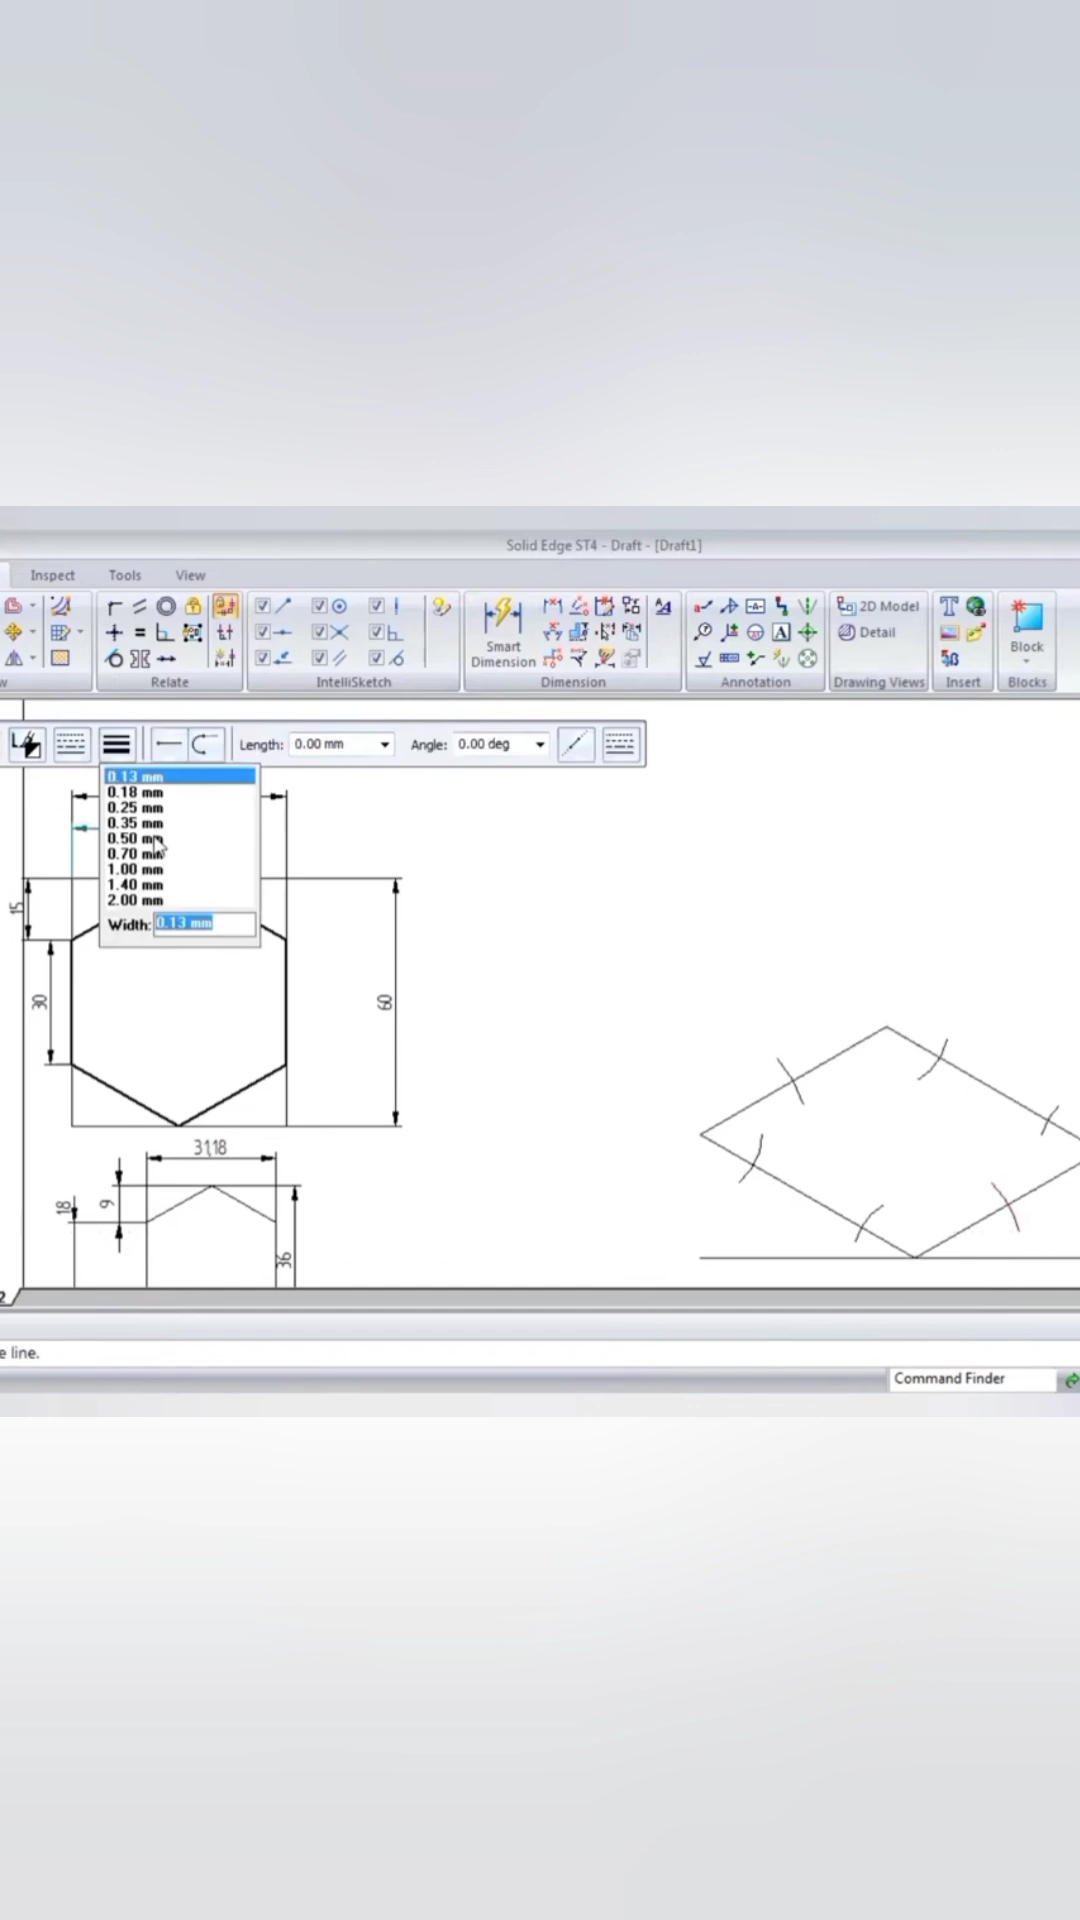 Solid Edge ST4 - Draft - [Draft1]
Inspect Tools View
2D Model
Detail
Smart
Dimension
Block
w Relate IntelliSketch Dimension Annotation Drawing Views Insert Blocks
Length: 0.00 mm Angle: 0.00 deg
0.13 mm
0.18 mm
0.25 mm
0.35 mm
0.50 mm
0.70 mm
1.00 mm
1.40 mm
2.00 mm
Width: 0.13 mm
15
30
60
31,18
18
9
36
2
e line.
Command Finder